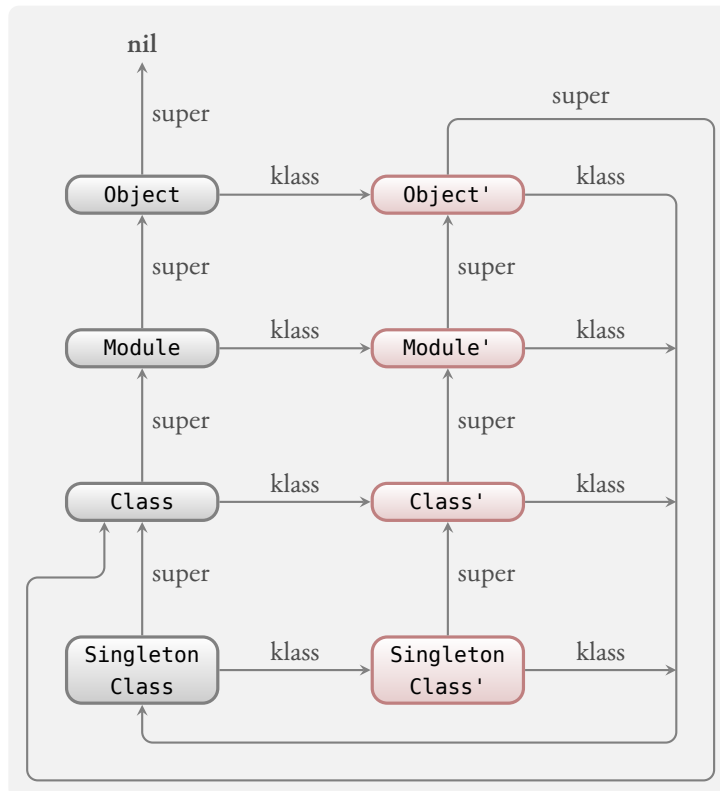 nil
super
super
Object
klass
Object'
klass
super
super
Module
klass
Module'
klass
super
super
Class
klass
Class'
klass
super
super
Singleton
Class
klass
Singleton
Class'
klass